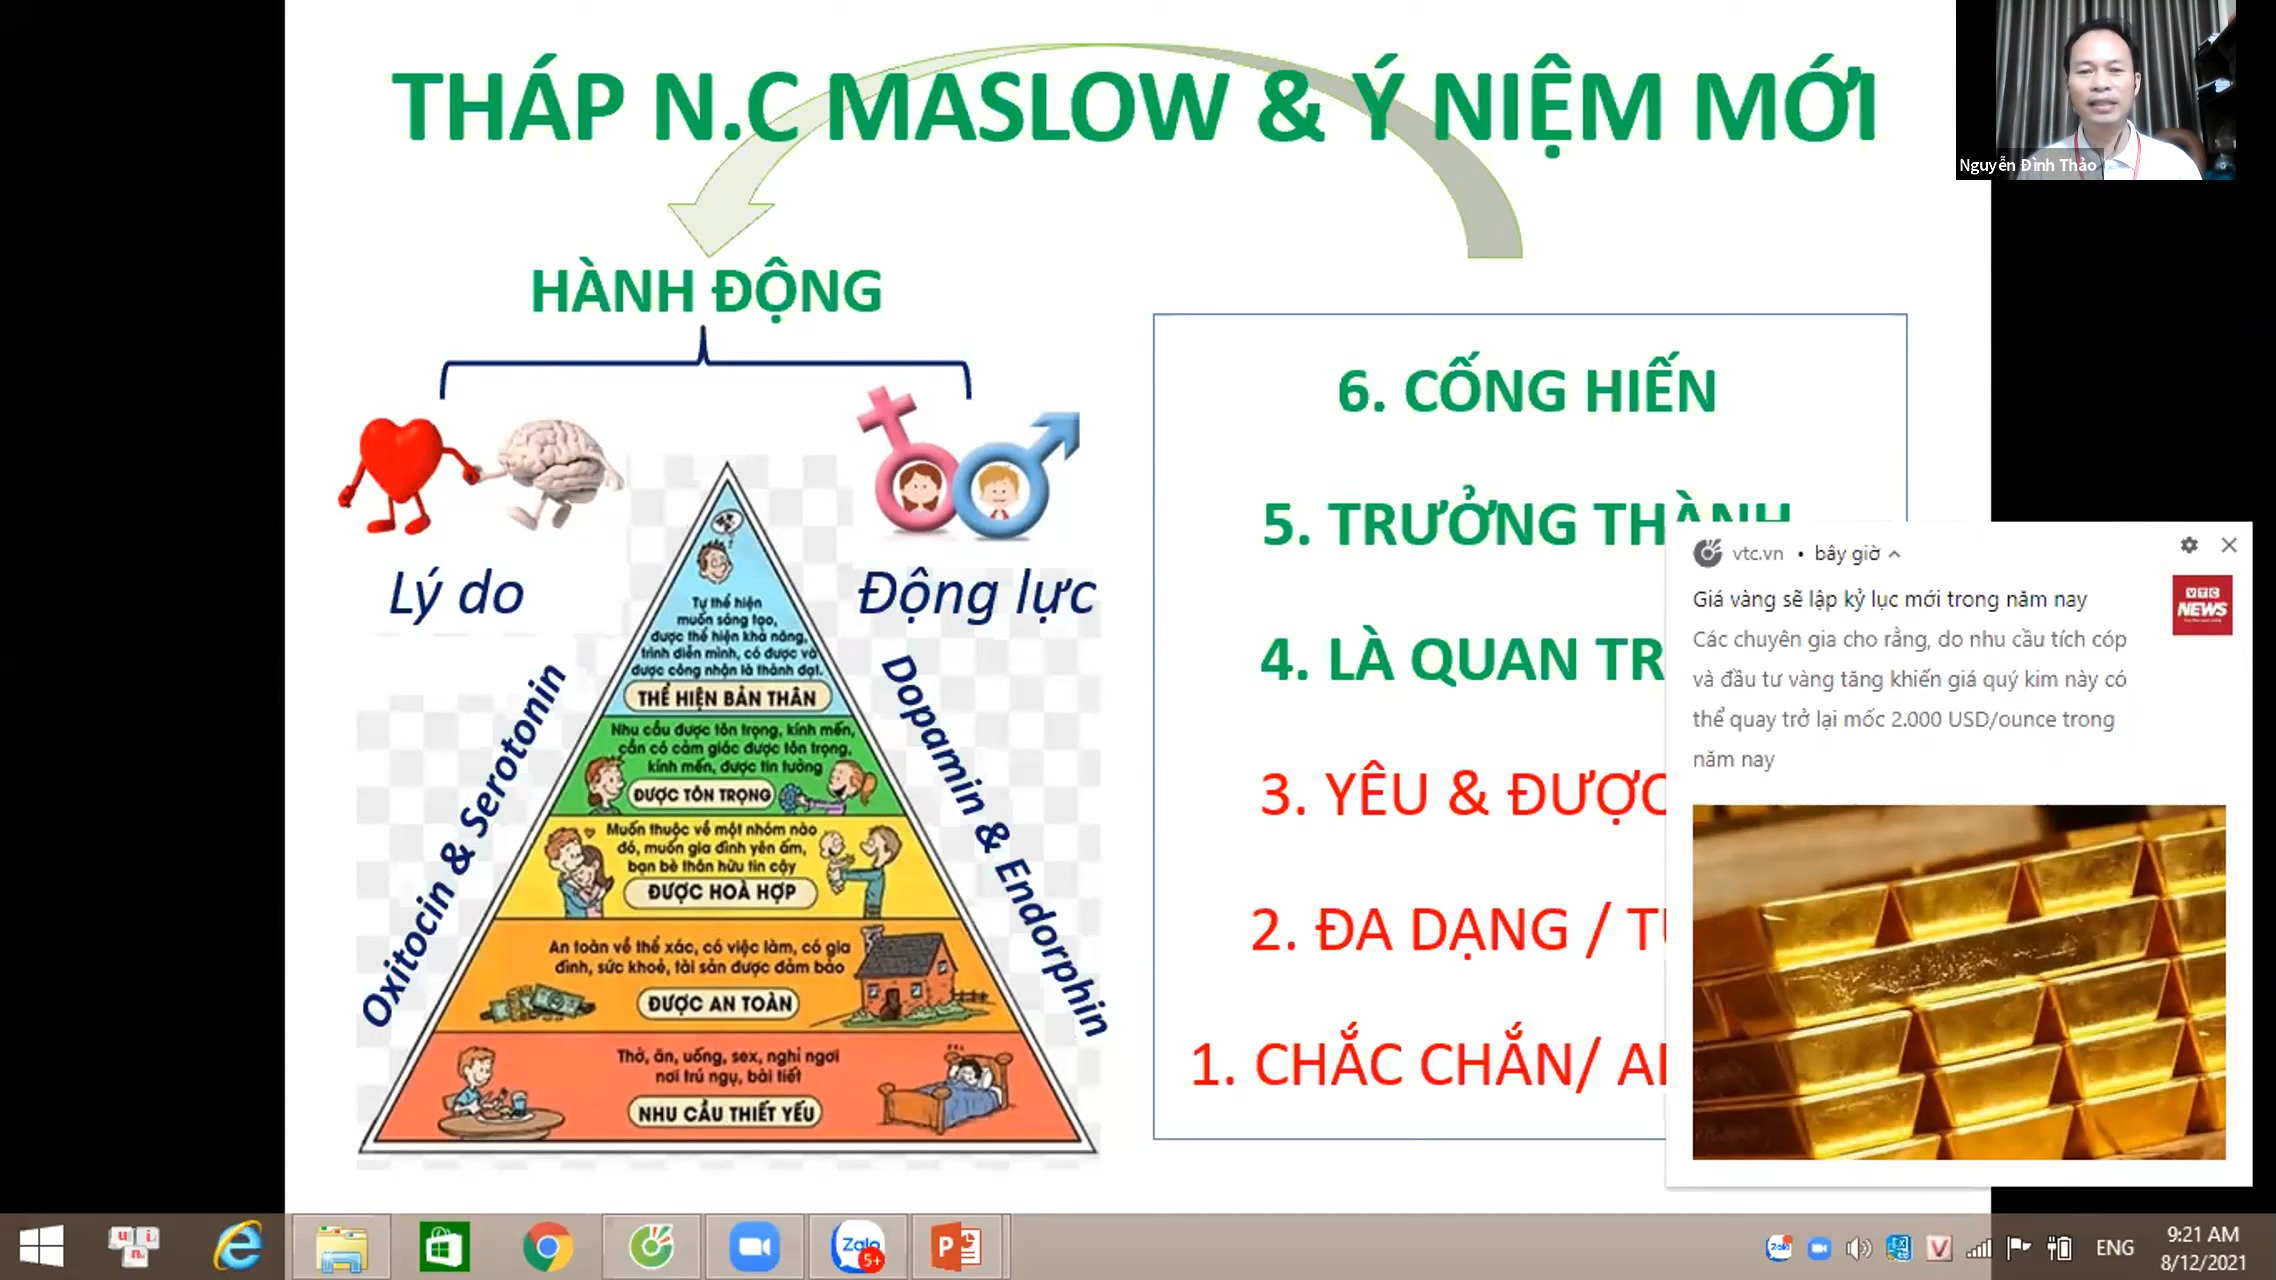 THÁP N.C MASLOW & Ý NIỆM MỚI
Nguyễn Đình Thảo
HÀNH ĐỘNG
Lý do
Động lực
Oxitocin & Serotonin
Dopamin & Endorphin
Tự thể hiện
muốn sáng tạo,
được thể hiện khả năng,
trình diễn mình, có được và
được công nhận là thành đạt.
THỂ HIỆN BẢN THÂN
Nhu cầu được tôn trọng, kính mến,
cần có cảm giác được tôn trọng,
kính mến, được tin tưởng
ĐƯỢC TÔN TRỌNG
Muốn thuộc về một nhóm nào
đó, muốn gia đình yên ấm,
bạn bè thân hữu tin cậy
ĐƯỢC HOÀ HỢP
An toàn về thể xác, có việc làm, có gia
đình, sức khoẻ, tài sản được đảm bảo
ĐƯỢC AN TOÀN
Thở, ăn, uống, sex, nghỉ ngơi
nơi trú ngụ, bài tiết
NHU CẦU THIẾT YẾU
6. CỐNG HIẾN
5. TRƯỞNG THÀNH
4. LÀ QUAN TR
3. YÊU & ĐƯỢC
2. ĐA DẠNG /
1. CHẮC CHẮN/
vtc.vn • bây giờ
Giá vàng sẽ lập kỷ lục mới trong năm nay
Các chuyên gia cho rằng, do nhu cầu tích cóp
và đầu tư vàng tăng khiến giá quý kim này có
thể quay trở lại mốc 2.000 USD/ounce trong
năm nay
VTC
NEWS
Zalo
5+
ENG
9:21 AM
8/12/2021